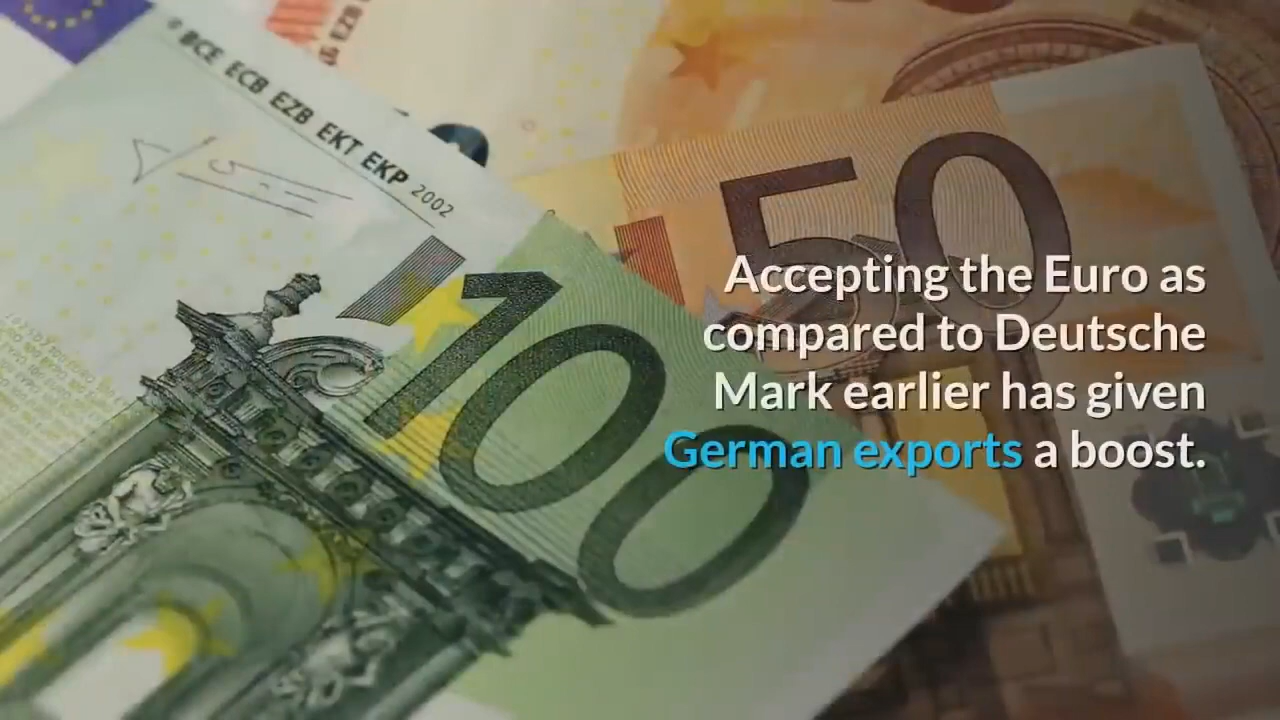 BCE ECB EZB EKT EKP 2002
100
50
Accepting the Euro as
compared to Deutsche
Mark earlier has given
German exports a boost.